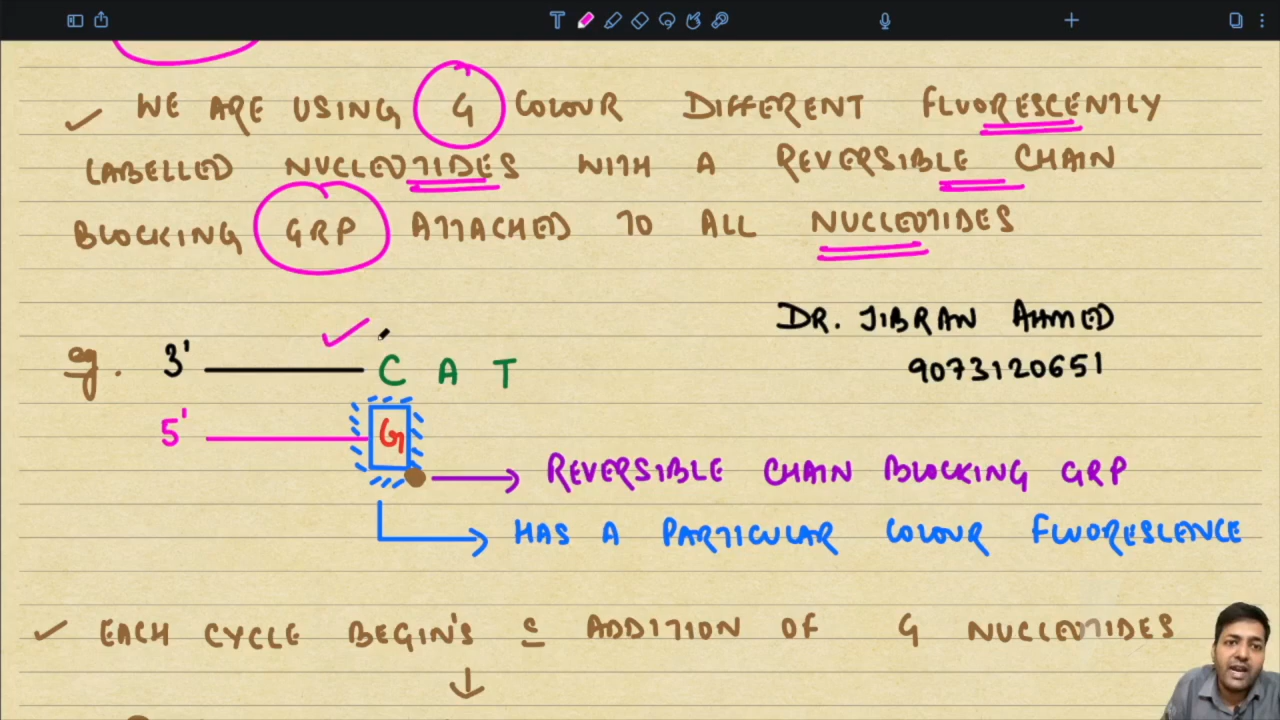 WE ARE USING 4 COLOUR DIFFERENT FLUORESCENTLY
LABELLED NUCLEOTIDES WITH A REVERSIBLE CHAIN
BLOCKING GRP ATTACHED TO ALL NUCLEOTIDES
DR. JIBRAN AHMED
9073120651
eg. 3' C A T
5' G
REVERSIBLE CHAIN BLOCKING GRP
HAS A PARTICULAR COLOUR FLUORESLENCE
EACH CYCLE BEGIN'S c ADDITION OF 4 NUCLEOTIDES